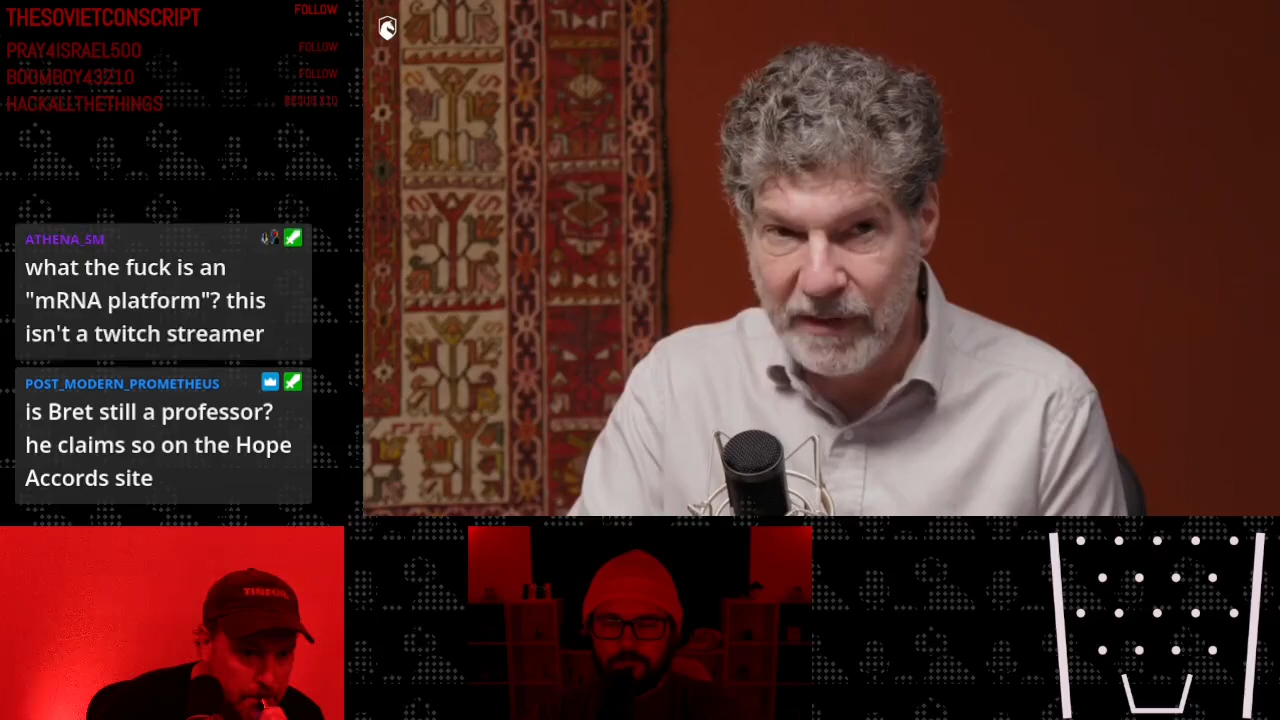 THESOVIETCONSCRIPT FOLLOW
PRAY4ISRAEL500 FOLLOW
BOOMBOY43210 FOLLOW
HACKALLTHETHINGS
ATHENA_SM
what the fuck is an
"mRNA platform"? this
isn't a twitch streamer
POST_MODERN_PROMETHEUS
is Bret still a professor?
he claims so on the Hope
Accords site